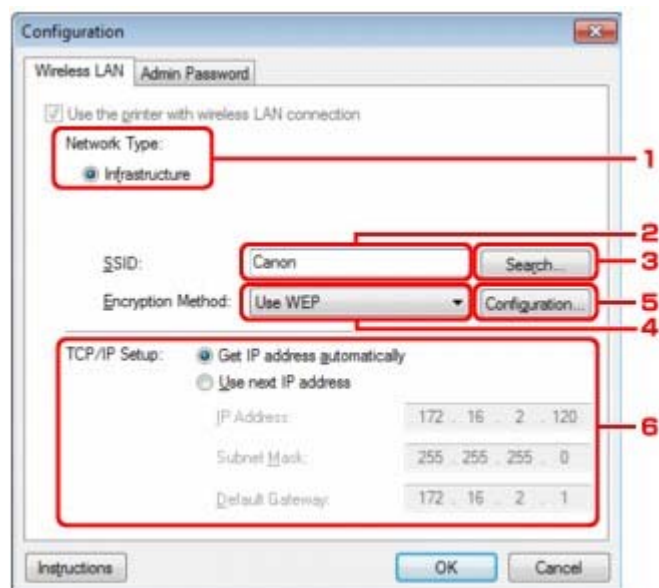 Configuration
Wireless LAN Admin Password
Use the printer with wireless LAN connection
Network Type:
1
Infrastructure
2
SSID: Canon Search... 3
Encryption Method: Use WEP Configuration... 5
4
TCP/IP Setup: Get IP address automatically
Use next IP address
IP Address: 172 . 16 . 2 . 120
6
Subnet Mask: 255 . 255 . 255 . 0
Default Gateway: 172 . 16 . 2 . 1
Instructions OK Cancel